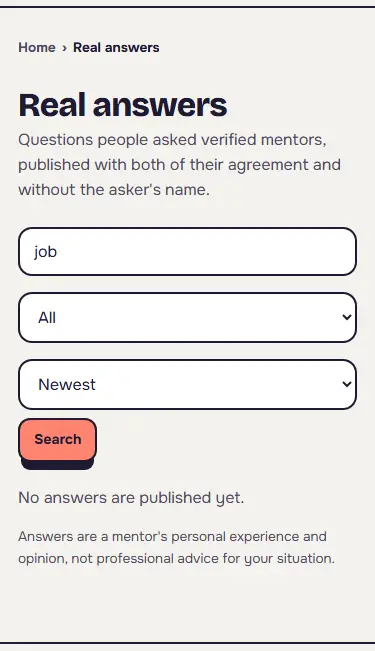 Home › Real answers
Real answers
Questions people asked verified mentors,
published with both of their agreement and
without the asker's name.
job
All
Newest
Search
No answers are published yet.
Answers are a mentor's personal experience and
opinion, not professional advice for your situation.